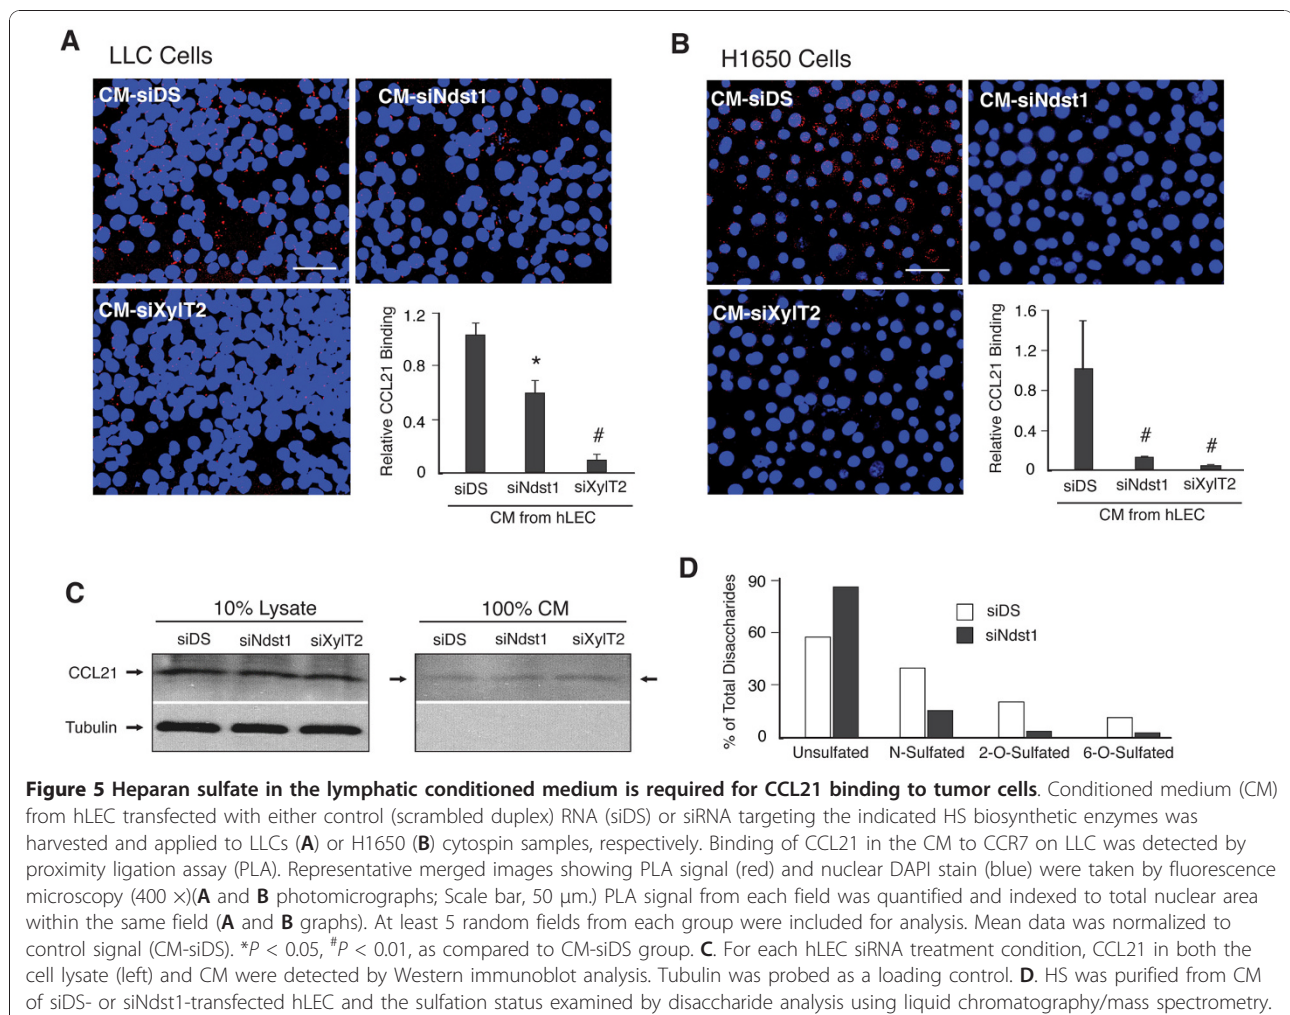 A
LLC Cells
CM-siDS
CM-siNdst1
CM-siXylT2
Relative CCL21 Binding
1.2
0.8
0.4
0
*
#
siDS siNdst1 siXylT2
CM from hLEC
B
H1650 Cells
CM-siDS
CM-siNdst1
CM-siXylT2
Relative CCL21 Binding
1.6
1.2
0.8
0.4
0
# #
siDS siNdst1 siXylT2
CM from hLEC
C
10% Lysate 100% CM
siDS siNdst1 siXylT2 siDS siNdst1 siXylT2
CCL21
Tubulin
D
% of Total Disaccharides
90
60
30
0
siDS
siNdst1
Unsulfated N-Sulfated 2-O-Sulfated 6-O-Sulfated
Figure 5 Heparan sulfate in the lymphatic conditioned medium is required for CCL21 binding to tumor cells. Conditioned medium (CM)
from hLEC transfected with either control (scrambled duplex) RNA (siDS) or siRNA targeting the indicated HS biosynthetic enzymes was
harvested and applied to LLCs (A) or H1650 (B) cytospin samples, respectively. Binding of CCL21 in the CM to CCR7 on LLC was detected by
proximity ligation assay (PLA). Representative merged images showing PLA signal (red) and nuclear DAPI stain (blue) were taken by fluorescence
microscopy (400 ×)(A and B photomicrographs; Scale bar, 50 μm.) PLA signal from each field was quantified and indexed to total nuclear area
within the same field (A and B graphs). At least 5 random fields from each group were included for analysis. Mean data was normalized to
control signal (CM-siDS). *P < 0.05, #P < 0.01, as compared to CM-siDS group. C. For each hLEC siRNA treatment condition, CCL21 in both the
cell lysate (left) and CM were detected by Western immunoblot analysis. Tubulin was probed as a loading control. D. HS was purified from CM
of siDS- or siNdst1-transfected hLEC and the sulfation status examined by disaccharide analysis using liquid chromatography/mass spectrometry.